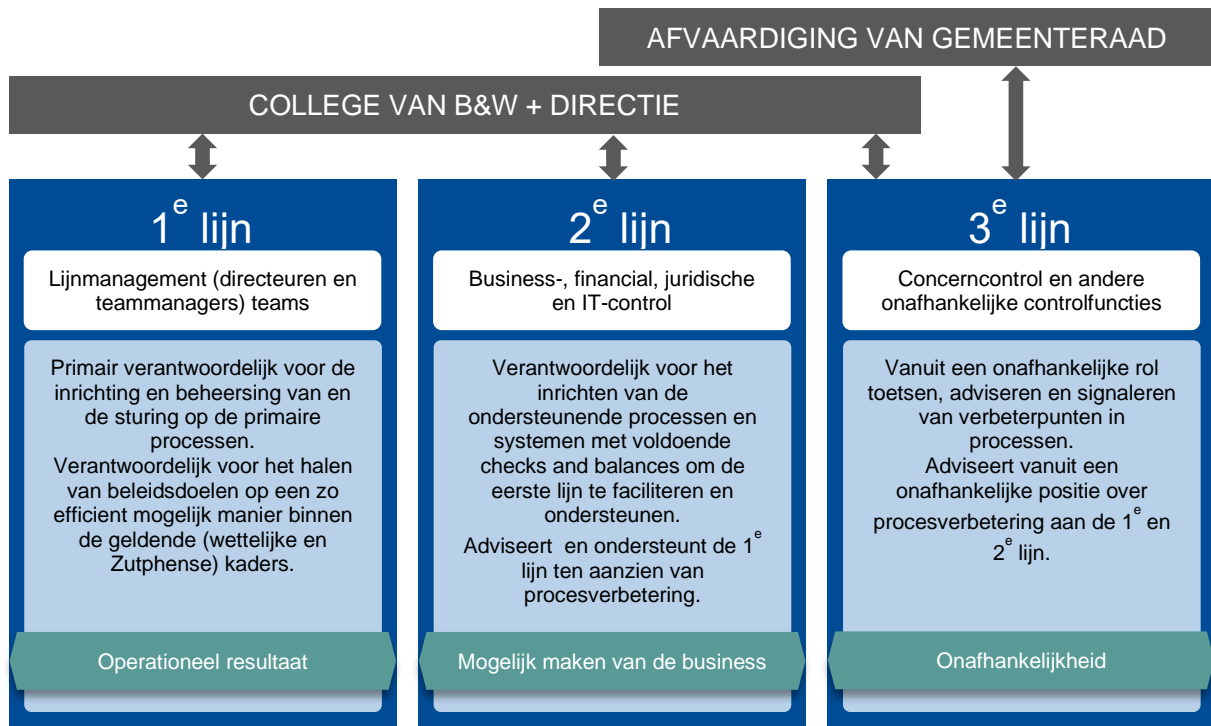 AFVAARDIGING VAN GEMEENTERAAD
COLLEGE VAN B&W + DIRECTIE
1e lijn
Lijnmanagement (directeuren en
teammanagers) teams
Primair verantwoordelijk voor de
inrichting en beheersing van en
de sturing op de primaire
processen.
Verantwoordelijk voor het halen
van beleidsdoelen op een zo
efficient mogelijk manier binnen
de geldende (wettelijke en
Zutphense) kaders.
Operationeel resultaat
2e lijn
Business-, financial, juridische
en IT-control
Verantwoordelijk voor het
inrichten van de
ondersteunende processen en
systemen met voldoende
checks and balances om de
eerste lijn te faciliteren en
ondersteunen.
Adviseert en ondersteunt de 1e
lijn ten aanzien van
procesverbetering.
Mogelijk maken van de business
3e lijn
Concerncontrol en andere
onafhankelijke controlfuncties
Vanuit een onafhankelijke rol
toetsen, adviseren en signaleren
van verbeterpunten in
processen.
Adviseert vanuit een
onafhankelijke positie over
procesverbetering aan de 1e en
2e lijn.
Onafhankelijkheid